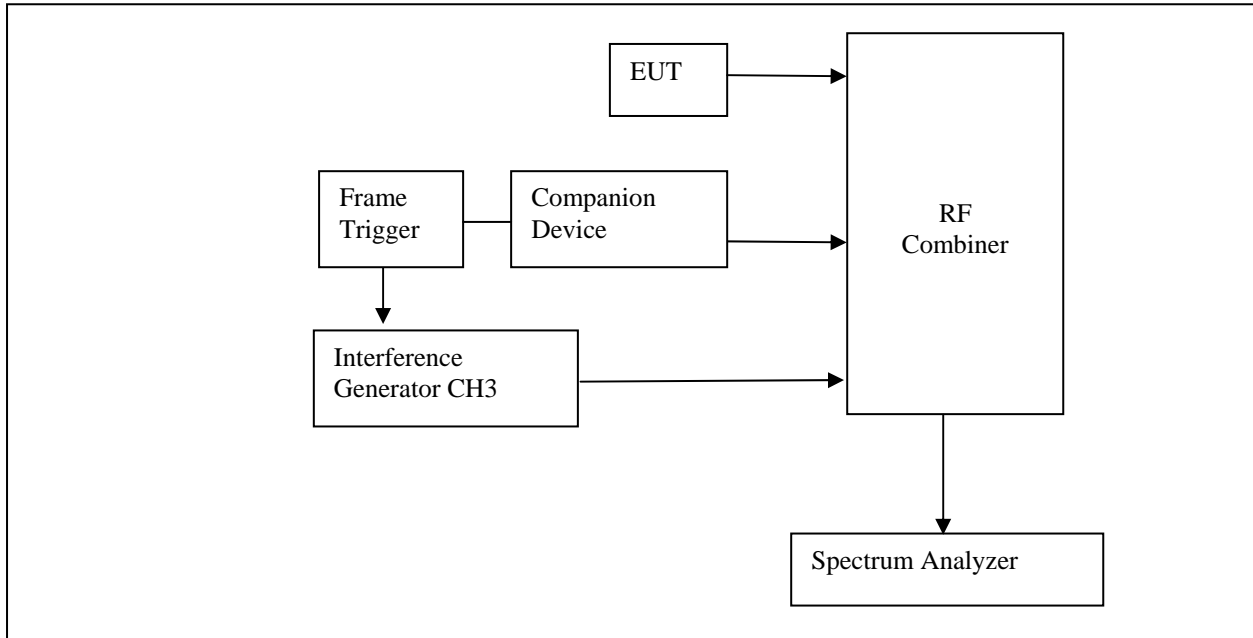 EUT
Frame
Trigger
Companion
Device
RF
Combiner
Interference
Generator CH3
Spectrum Analyzer